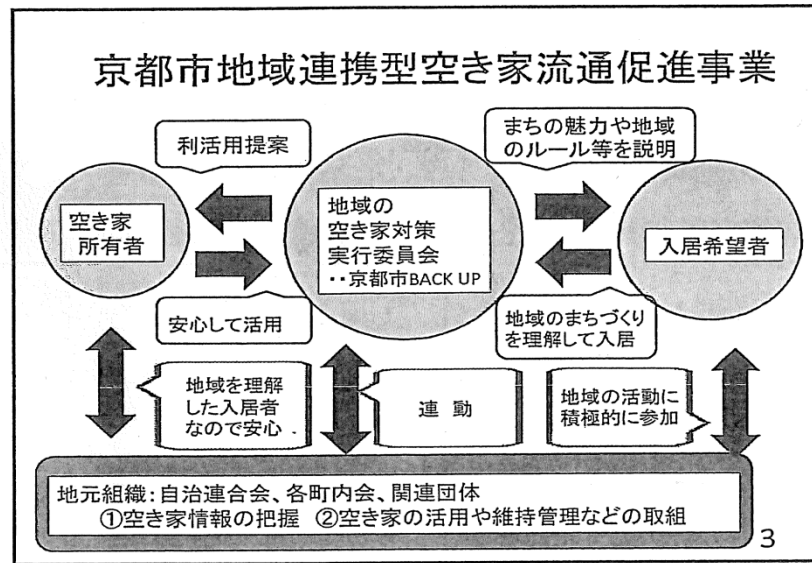 京都市地域連携型空き家流通促進事業
利活用提案
まちの魅力や地域
のルール等を説明
空き家
所有者
地域の
空き家対策
実行委員会
‥京都市BACK UP
入居希望者
安心して活用
地域のまちづくり
を理解して入居
地域を理解
した入居者
なので安心.
連動
地域の活動に
積極的に参加
地元組織:自治連合会、各町内会、関連団体
①空き家情報の把握 ②空き家の活用や維持管理などの取組
3